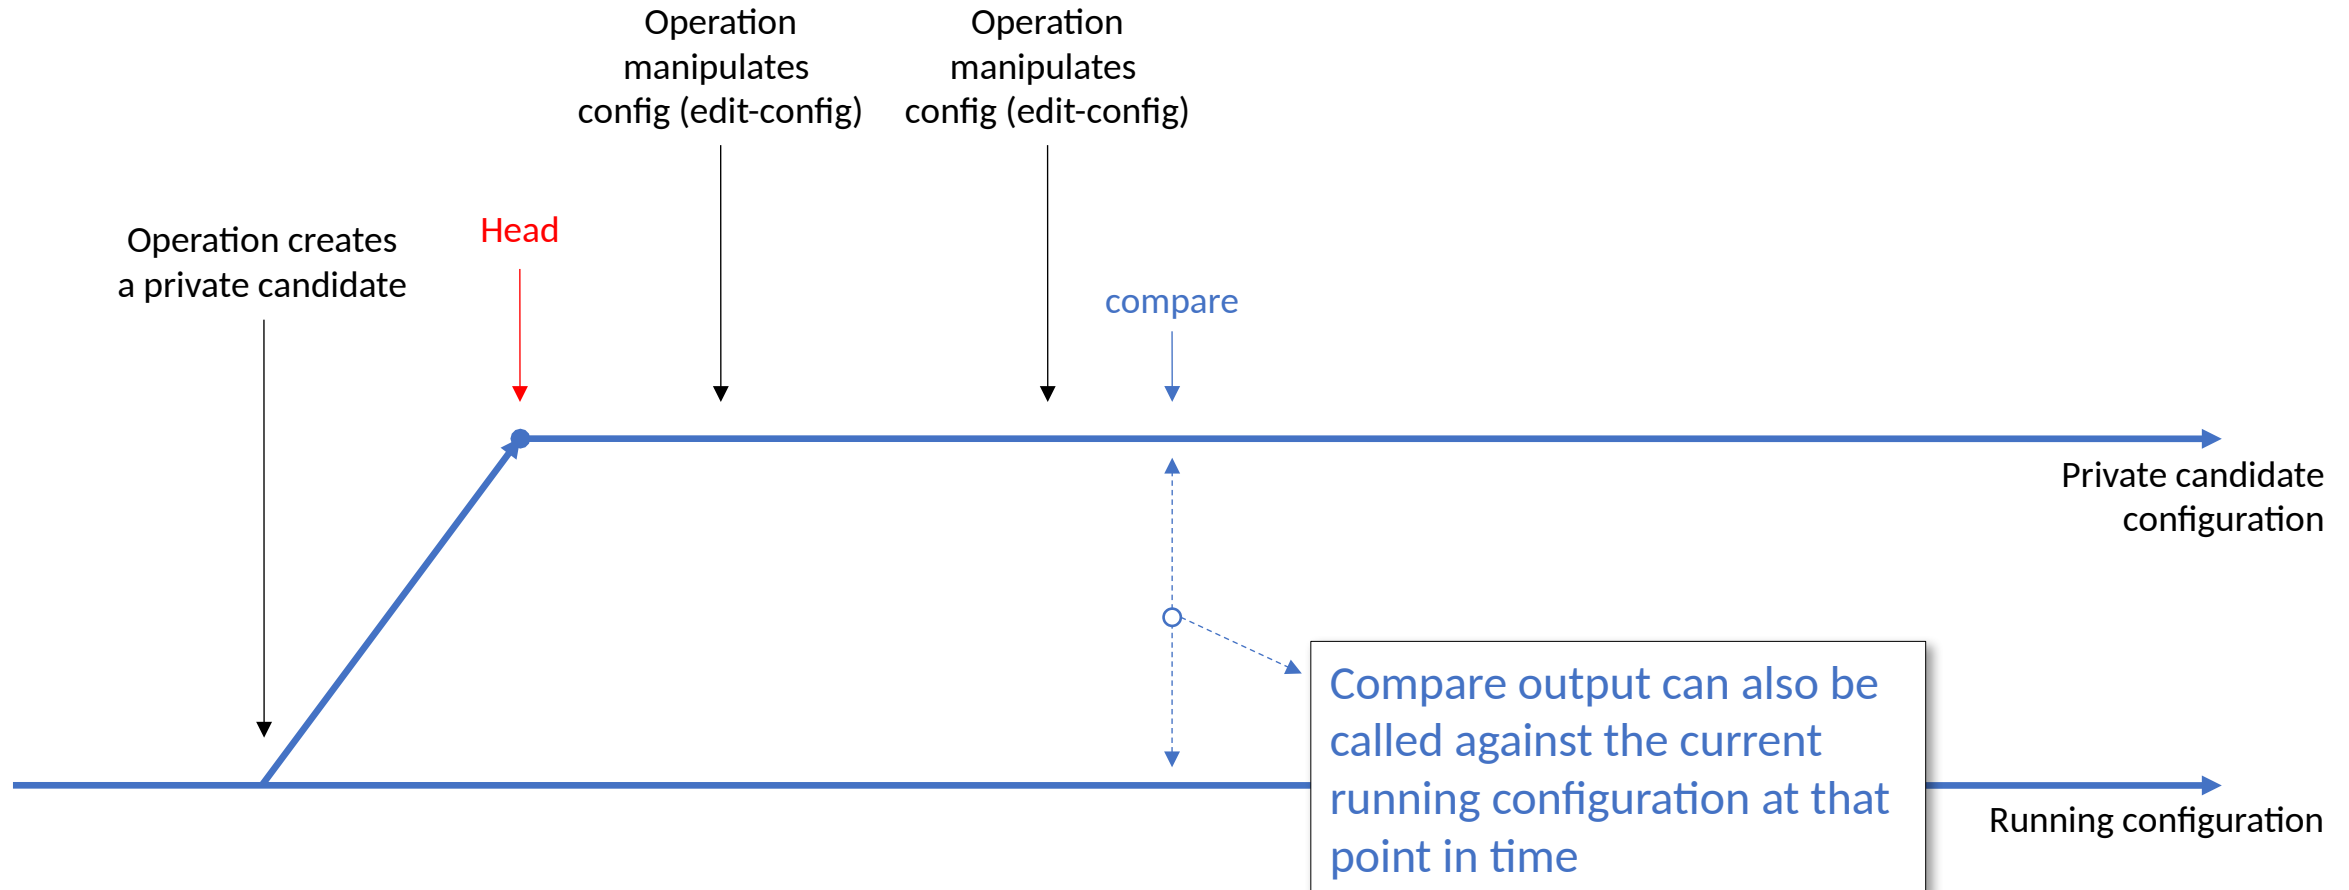 Operation
manipulates
config (edit-config)
Operation
manipulates
config (edit-config)
Operation creates
a private candidate
Head
compare
Private candidate
configuration
Compare output can also be
called against the current
running configuration at that
point in time
Running configuration